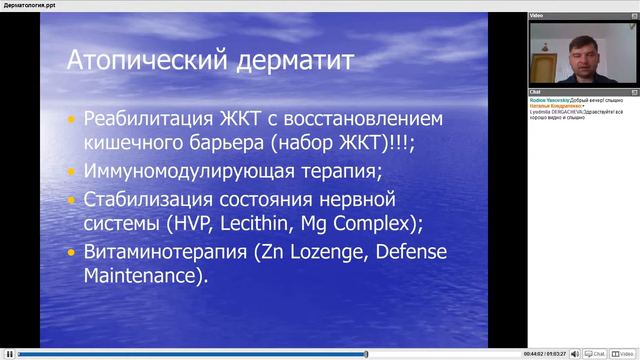 Дерматология.ppt
Атопический дерматит
Реабилитация ЖКТ с восстановлением
кишечного барьера (набор ЖКТ)!!!;
Иммуномодулирующая терапия;
Стабилизация состояния нервной
системы (HVP, Lecithin, Mg Complex);
Витаминотерапия (Zn Lozenge, Defense
Maintenance).
Video
Chat
Rodion Yanovskiy:Добрый вечер! слышно
Наталья Кондратенко:+
Lyudmila DERGACHEVA:Здравствуйте! всё
хорошо видно и слышно
00:44:02 / 01:03:27
Chat
Video